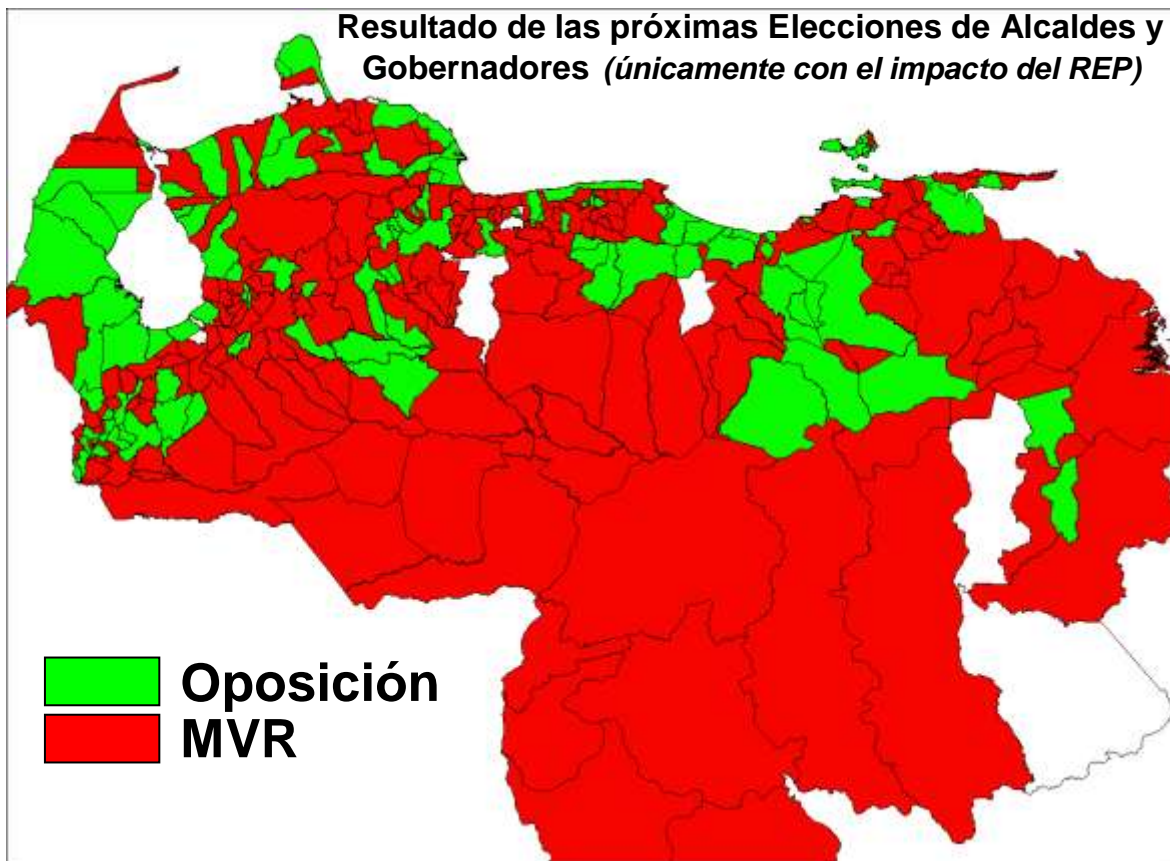 Resultado de las próximas Elecciones de Alcaldes y
Gobernadores (únicamente con el impacto del REP)
Oposición
MVR